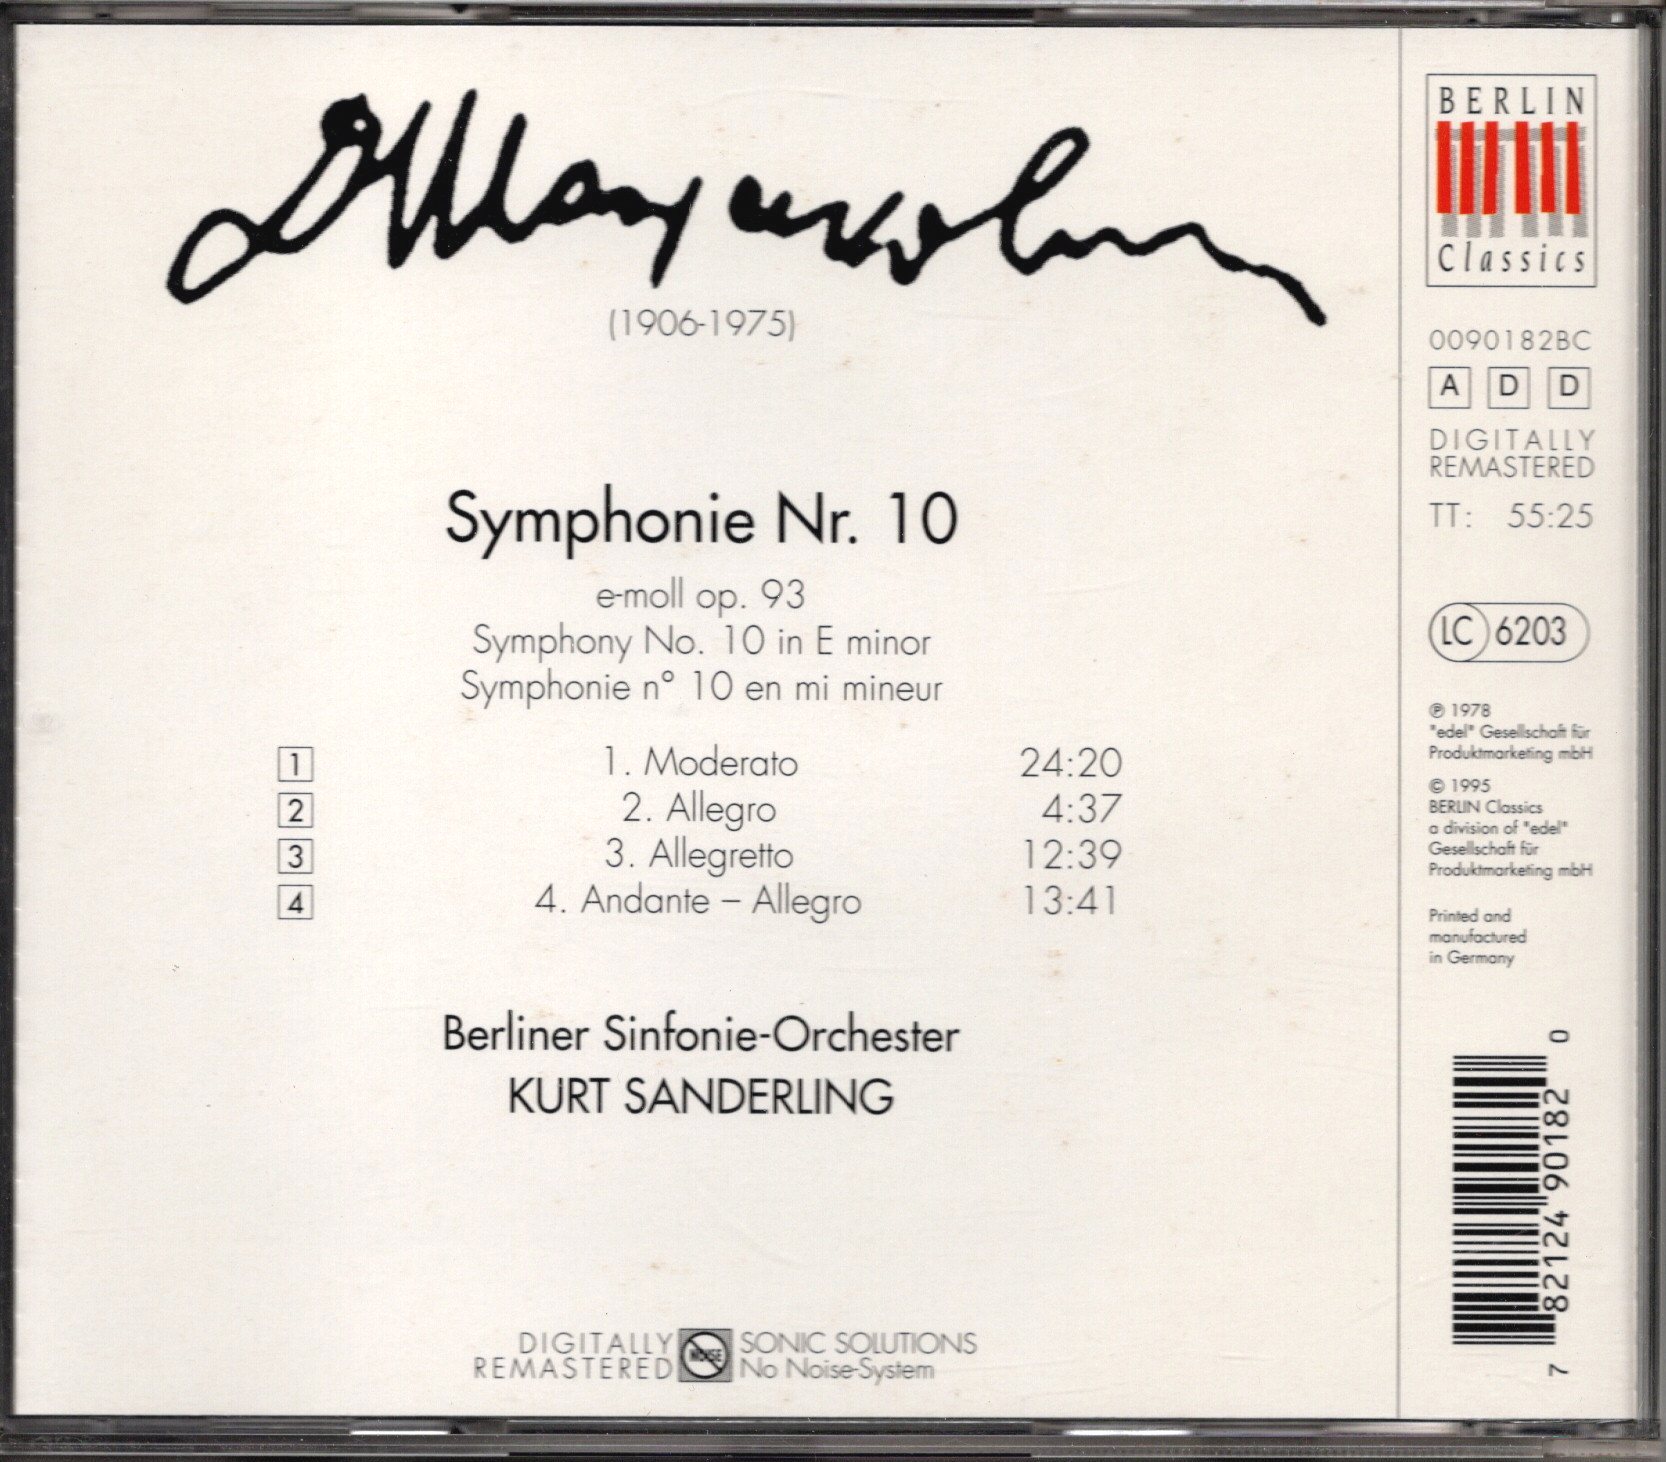 (1906-1975)
Symphonie Nr. 10
e-moll op. 93
Symphony No. 10 in E minor
Symphonie n° 10 en mi mineur
1 1. Moderato 24:20
2 2. Allegro 4:37
3 3. Allegretto 12:39
4 4. Andante – Allegro 13:41
Berliner Sinfonie-Orchester
KURT SANDERLING
DIGITALLY
REMASTERED
NOISE
SONIC SOLUTIONS
No Noise-System
BERLIN
Classics
0090182BC
A D D
DIGITALLY
REMASTERED
TT: 55:25
LC 6203
℗ 1978
"edel" Gesellschaft für
Produktmarketing mbH
© 1995
BERLIN Classics
a division of "edel"
Gesellschaft für
Produktmarketing mbH
Printed and
manufactured
in Germany
7 82124 90182 0